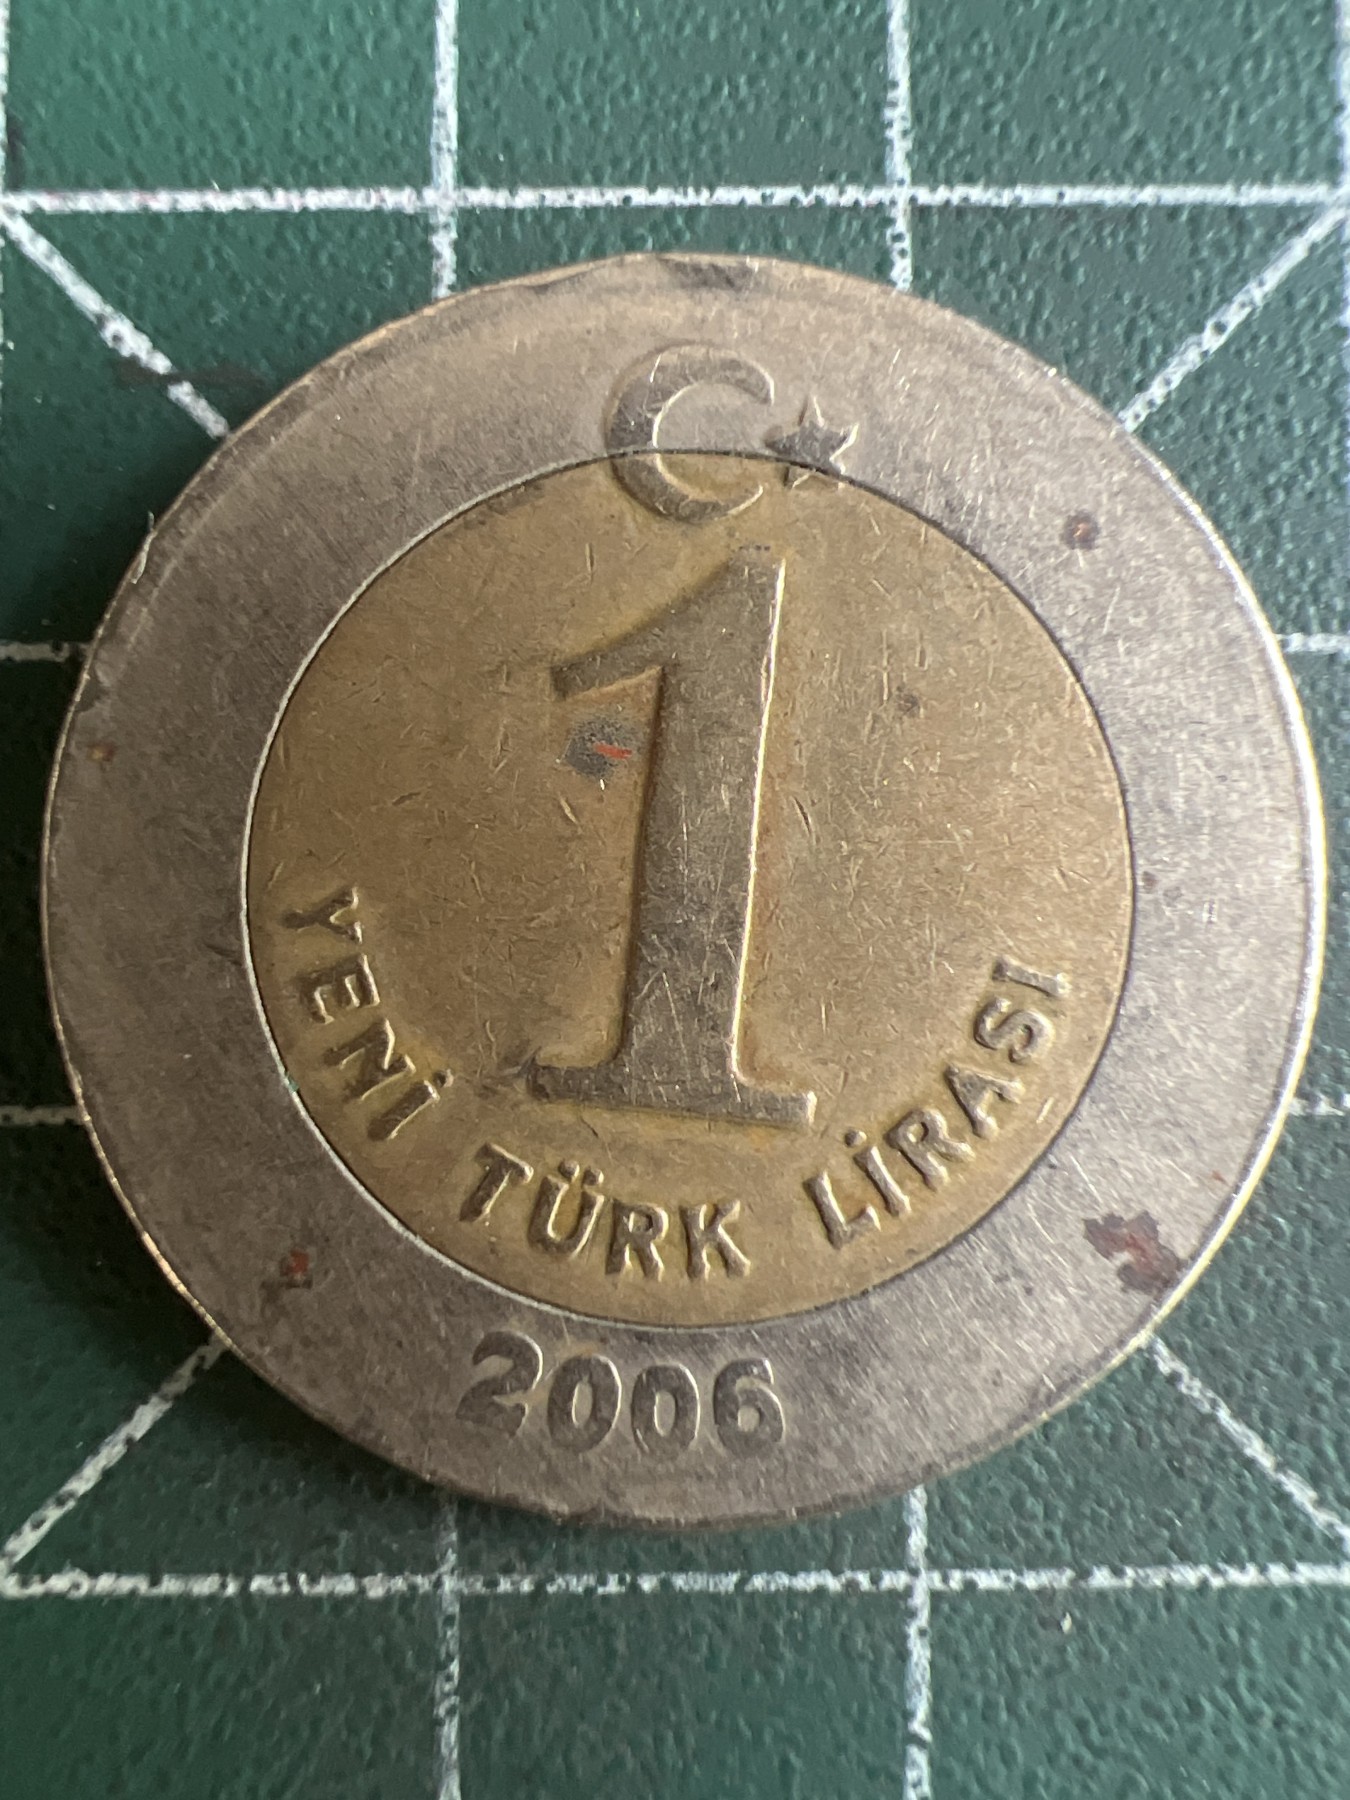 1
YENİ TÜRK LİRASI
2006